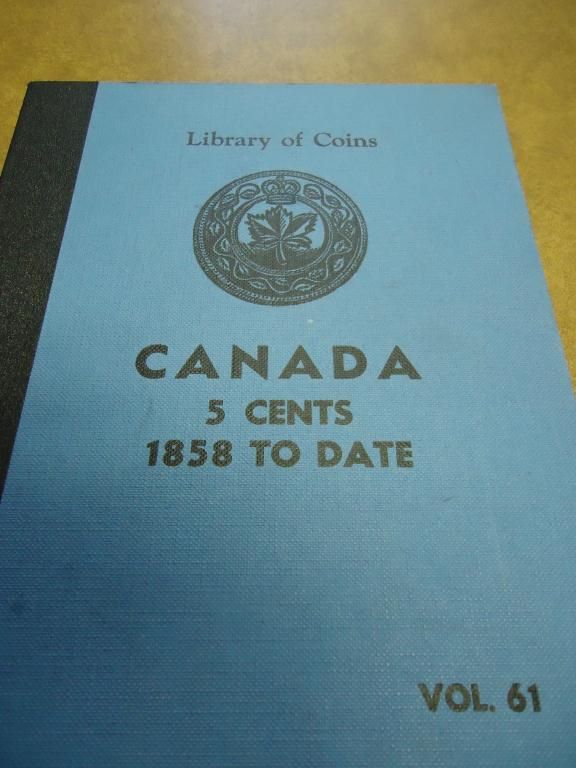 Library of Coins
CANADA
5 CENTS
1858 TO DATE
VOL. 61